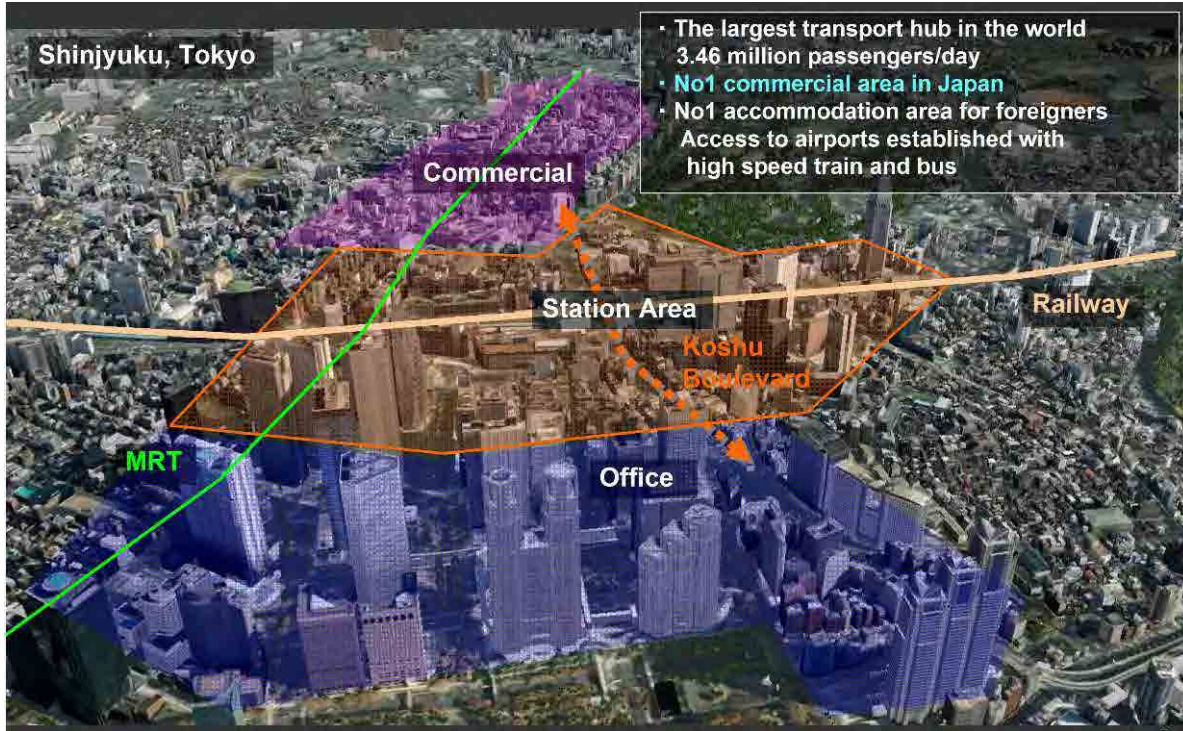 Shinjyuku, Tokyo
· The largest transport hub in the world
3.46 million passengers/day
· No1 commercial area in Japan
· No1 accommodation area for foreigners
Access to airports established with
high speed train and bus
Commercial
Station Area
Railway
Koshu
Boulevard
MRT
Office